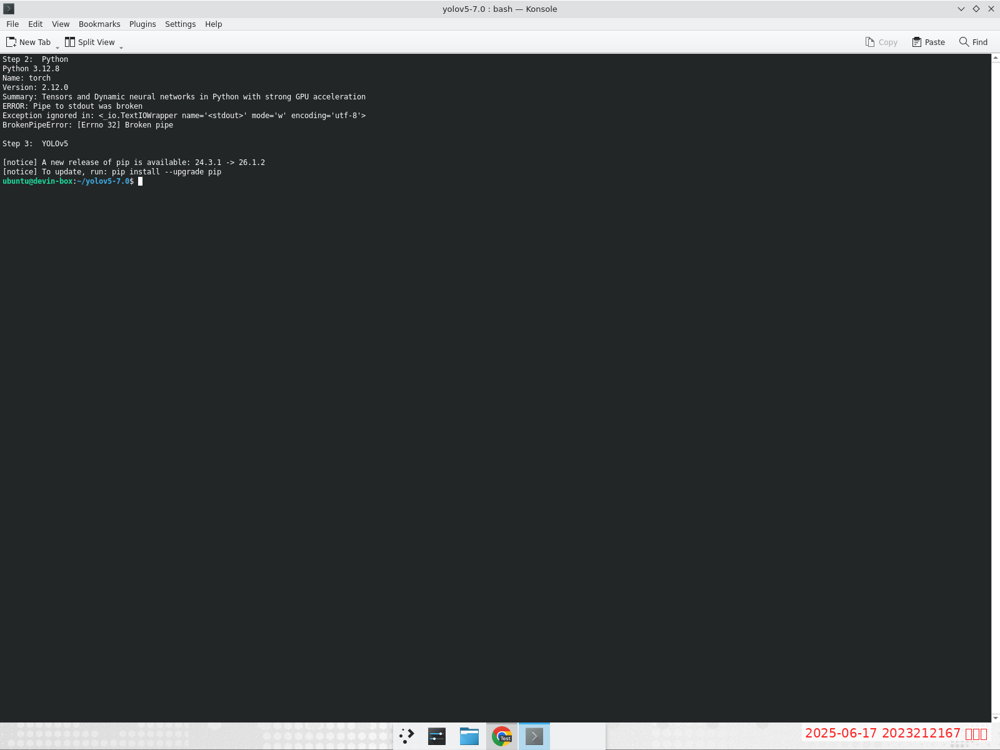 yolov5-7.0 : bash — Konsole
File Edit View Bookmarks Plugins Settings Help
New Tab Split View Copy Paste Find
Step 2:  Python
Python 3.12.8
Name: torch
Version: 2.12.0
Summary: Tensors and Dynamic neural networks in Python with strong GPU acceleration
ERROR: Pipe to stdout was broken
Exception ignored in: <_io.TextIOWrapper name='<stdout>' mode='w' encoding='utf-8'>
BrokenPipeError: [Errno 32] Broken pipe
Step 3:  YOLOv5
[notice] A new release of pip is available: 24.3.1 -> 26.1.2
[notice] To update, run: pip install --upgrade pip
ubuntu@devin-box:~/yolov5-7.0$
Test
2025-06-17 2023212167